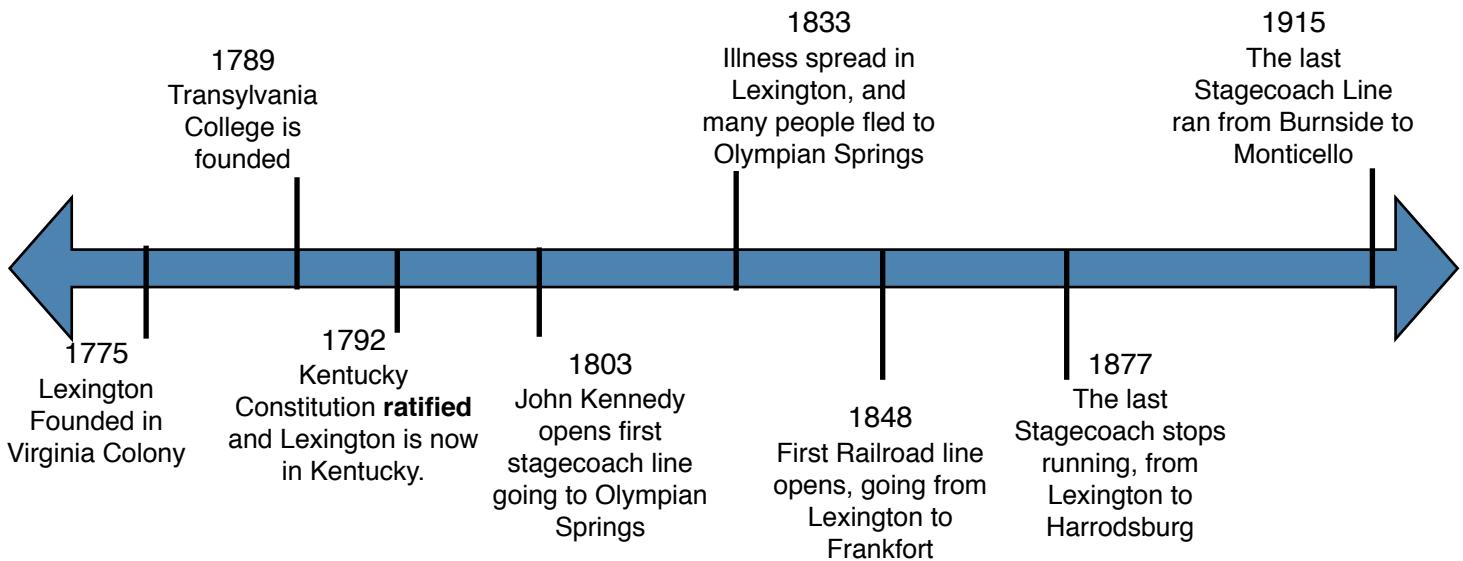 1789
Transylvania
College is
founded
1833
Illness spread in
Lexington, and
many people fled to
Olympian Springs
1915
The last
Stagecoach Line
ran from Burnside to
Monticello
1775
Lexington
Founded in
Virginia Colony
1792
Kentucky
Constitution ratified
and Lexington is now
in Kentucky.
1803
John Kennedy
opens first
stagecoach line
going to Olympian
Springs
1848
First Railroad line
opens, going from
Lexington to
Frankfort
1877
The last
Stagecoach stops
running, from
Lexington to
Harrodsburg